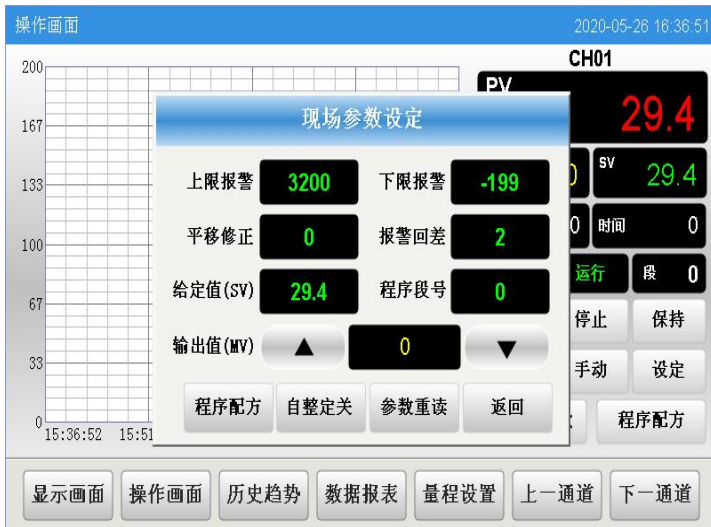 操作画面 2020-05-26 16:36:51
CH01
PV
29.4
200
167
133
100
67
33
0
15:36:52 15:51
现场参数设定
上限报警 3200 下限报警 -199
平移修正 0 报警回差 2
给定值(SV) 29.4 程序段号 0
输出值(MV) ▲ 0 ▼
程序配方 自整定关 参数重读 返回
SV 29.4
0 时间 0
运行 段 0
停止 保持
手动 设定
程序配方
显示画面 操作画面 历史趋势 数据报表 量程设置 上一通道 下一通道